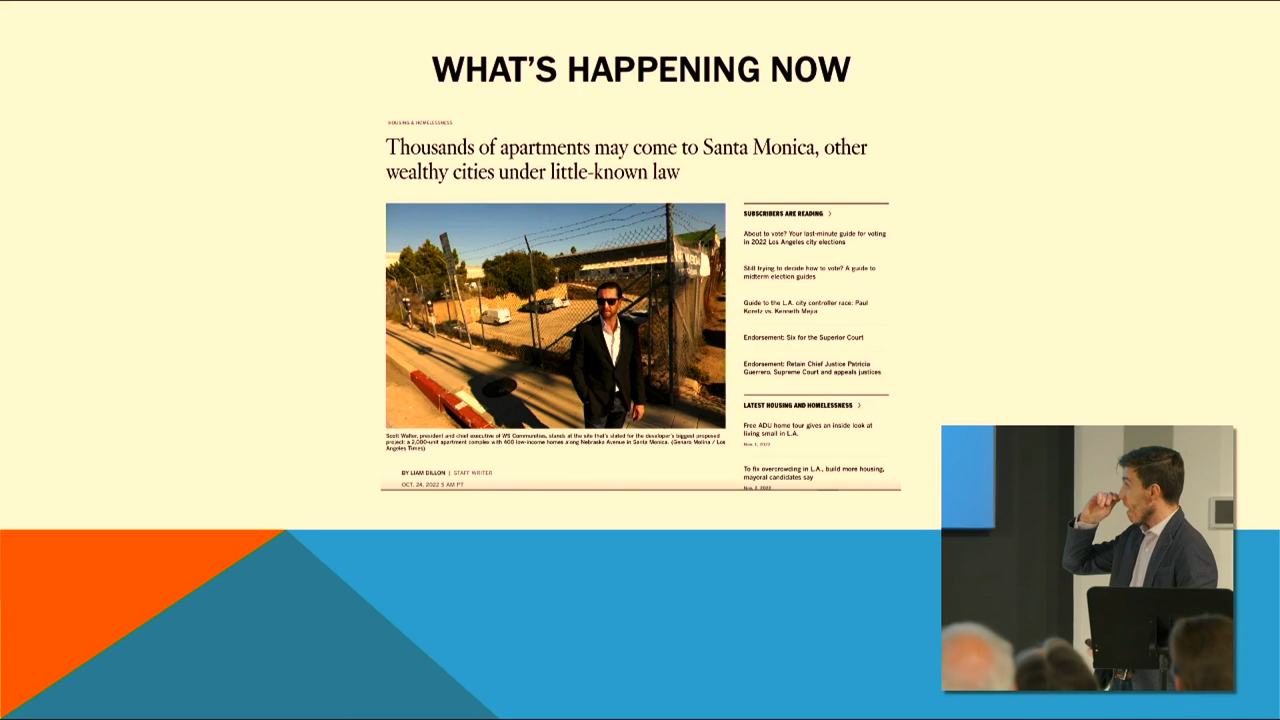 WHAT'S HAPPENING NOW
HOUSING & HOMELESSNESS
Thousands of apartments may come to Santa Monica, other
wealthy cities under little-known law
Scott Walter, president and chief executive of WS Communities, stands at the site that's slated for the developer's biggest proposed
project: a 2,000-unit apartment complex with 400 low-income homes along Nebraska Avenue in Santa Monica. (Genaro Molina / Los
Angeles Times)
BY LIAM DILLON | STAFF WRITER
OCT. 24, 2022 5 AM PT
SUBSCRIBERS ARE READING >
About to vote? Your last-minute guide for voting
in 2022 Los Angeles city elections
Still trying to decide how to vote? A guide to
midterm election guides
Guide to the L.A. city controller race: Paul
Koretz vs. Kenneth Mejia
Endorsement: Six for the Superior Court
Endorsement: Retain Chief Justice Patricia
Guerrero, Supreme Court and appeals justices
LATEST HOUSING AND HOMELESSNESS >
Free ADU home tour gives an inside look at
living small in L.A.
Nov. 1, 2022
To fix overcrowding in L.A., build more housing,
mayoral candidates say
Nov. 2, 2022